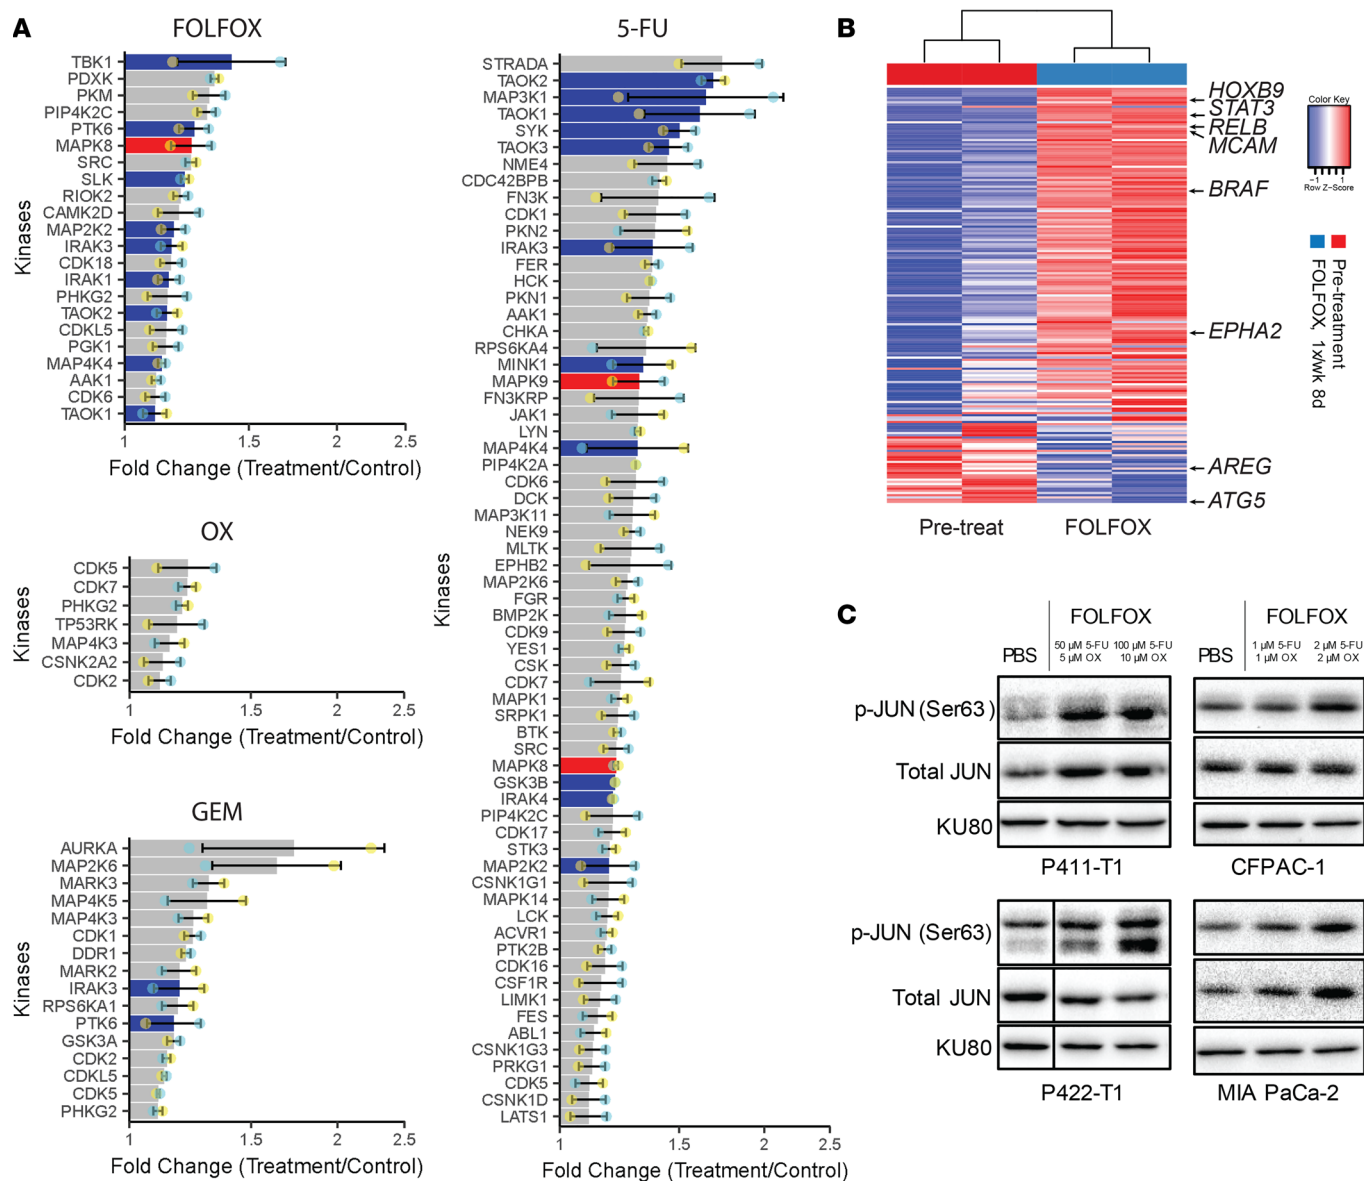 A
FOLFOX
Kinases
TBK1
PDXK
PKM
PIP4K2C
PTK6
MAPK8
SRC
SLK
RIOK2
CAMK2D
MAP2K2
IRAK3
CDK18
IRAK1
PHKG2
TAOK2
CDKL5
PGK1
MAP4K4
AAK1
CDK6
TAOK1
1 1.5 2 2.5
Fold Change (Treatment/Control)
OX
Kinases
CDK5
CDK7
PHKG2
TP53RK
MAP4K3
CSNK2A2
CDK2
1 1.5 2 2.5
Fold Change (Treatment/Control)
GEM
Kinases
AURKA
MAP2K6
MARK3
MAP4K5
MAP4K3
CDK1
DDR1
MARK2
IRAK3
RPS6KA1
PTK6
GSK3A
CDK2
CDKL5
CDK5
PHKG2
1 1.5 2 2.5
Fold Change (Treatment/Control)
5-FU
Kinases
STRADA
TAOK2
MAP3K1
TAOK1
SYK
TAOK3
NME4
CDC42BPB
FN3K
CDK1
PKN2
IRAK3
FER
HCK
PKN1
AAK1
CHKA
RPS6KA4
MINK1
MAPK9
FN3KRP
JAK1
LYN
MAP4K4
PIP4K2A
CDK6
DCK
MAP3K11
NEK9
MLTK
EPHB2
MAP2K6
FGR
BMP2K
CDK9
YES1
CSK
CDK7
MAPK1
SRPK1
BTK
SRC
MAPK8
GSK3B
IRAK4
PIP4K2C
CDK17
STK3
MAP2K2
CSNK1G1
MAPK14
LCK
ACVR1
PTK2B
CDK16
CSF1R
LIMK1
FES
ABL1
CSNK1G3
PRKG1
CDK5
CSNK1D
LATS1
1 1.5 2 2.5
Fold Change (Treatment/Control)
B
HOXB9
STAT3
RELB
MCAM
BRAF
EPHA2
AREG
ATG5
Pre-treat FOLFOX
Color Key
−1 1
Row Z−Score
Pre-treatment
FOLFOX, 1x/wk 8d
C
FOLFOX
PBS
50 µM 5-FU 100 µM 5-FU
5 µM OX 10 µM OX
p-JUN (Ser63)
Total JUN
KU80
P411-T1
FOLFOX
PBS
1 µM 5-FU 2 µM 5-FU
1 µM OX 2 µM OX
CFPAC-1
p-JUN (Ser63)
Total JUN
KU80
P422-T1
MIA PaCa-2